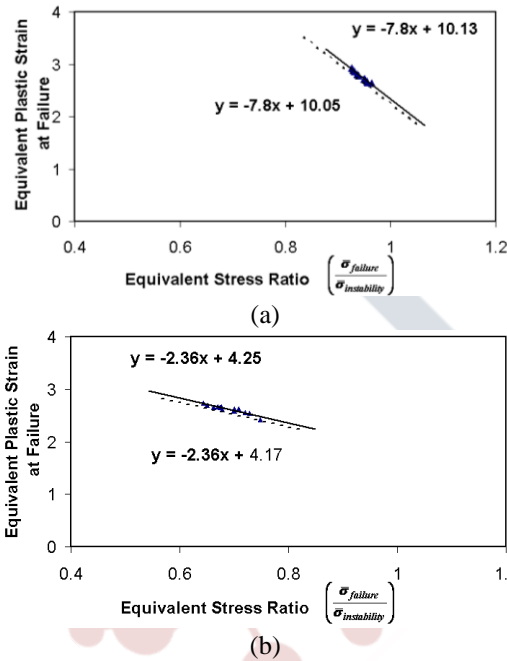 4
3
2
1
0
Equivalent Plastic Strain
at Failure
y = -7.8x + 10.13
y = -7.8x + 10.05
0.4
0.6
0.8
1
1.2
Equivalent Stress Ratio (σ̅ failure / σ̅ instability)
(a)
4
3
2
1
0
Equivalent Plastic Strain
at Failure
y = -2.36x + 4.25
y = -2.36x + 4.17
0.4
0.6
0.8
1
1.
Equivalent Stress Ratio (σ̅ failure / σ̅ instability)
(b)